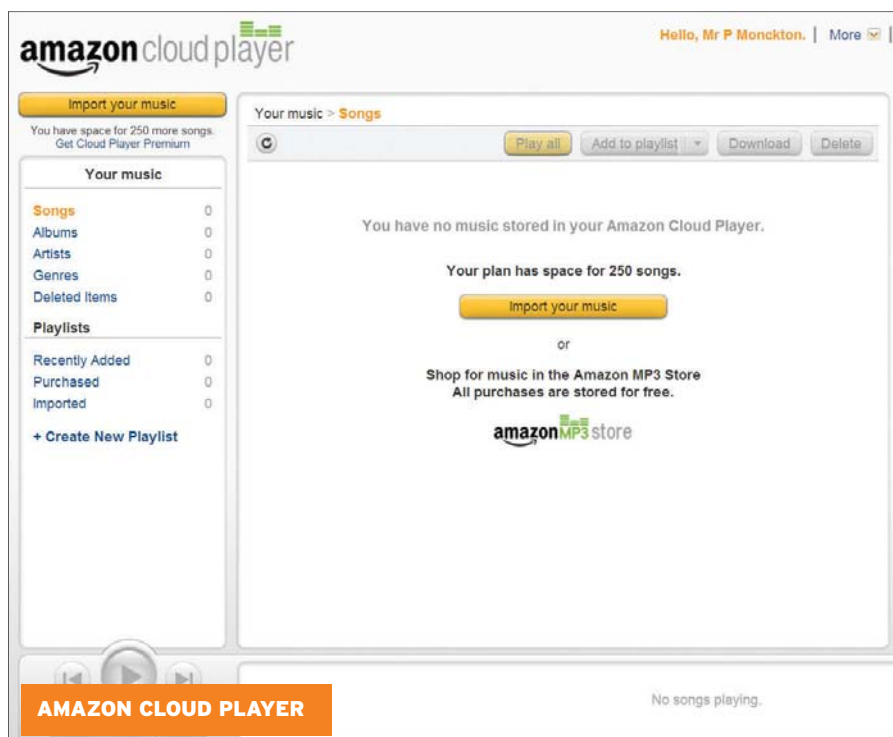 amazon cloud player
Hello, Mr P Monckton. | More |
Import your music
You have space for 250 more songs.
Get Cloud Player Premium
Your music
Songs 0
Albums 0
Artists 0
Genres 0
Deleted Items 0
Playlists
Recently Added 0
Purchased 0
Imported 0
+ Create New Playlist
Your music > Songs
Play all Add to playlist Download Delete
You have no music stored in your Amazon Cloud Player.
Your plan has space for 250 songs.
Import your music
or
Shop for music in the Amazon MP3 Store
All purchases are stored for free.
amazonMP3 store
No songs playing.
AMAZON CLOUD PLAYER